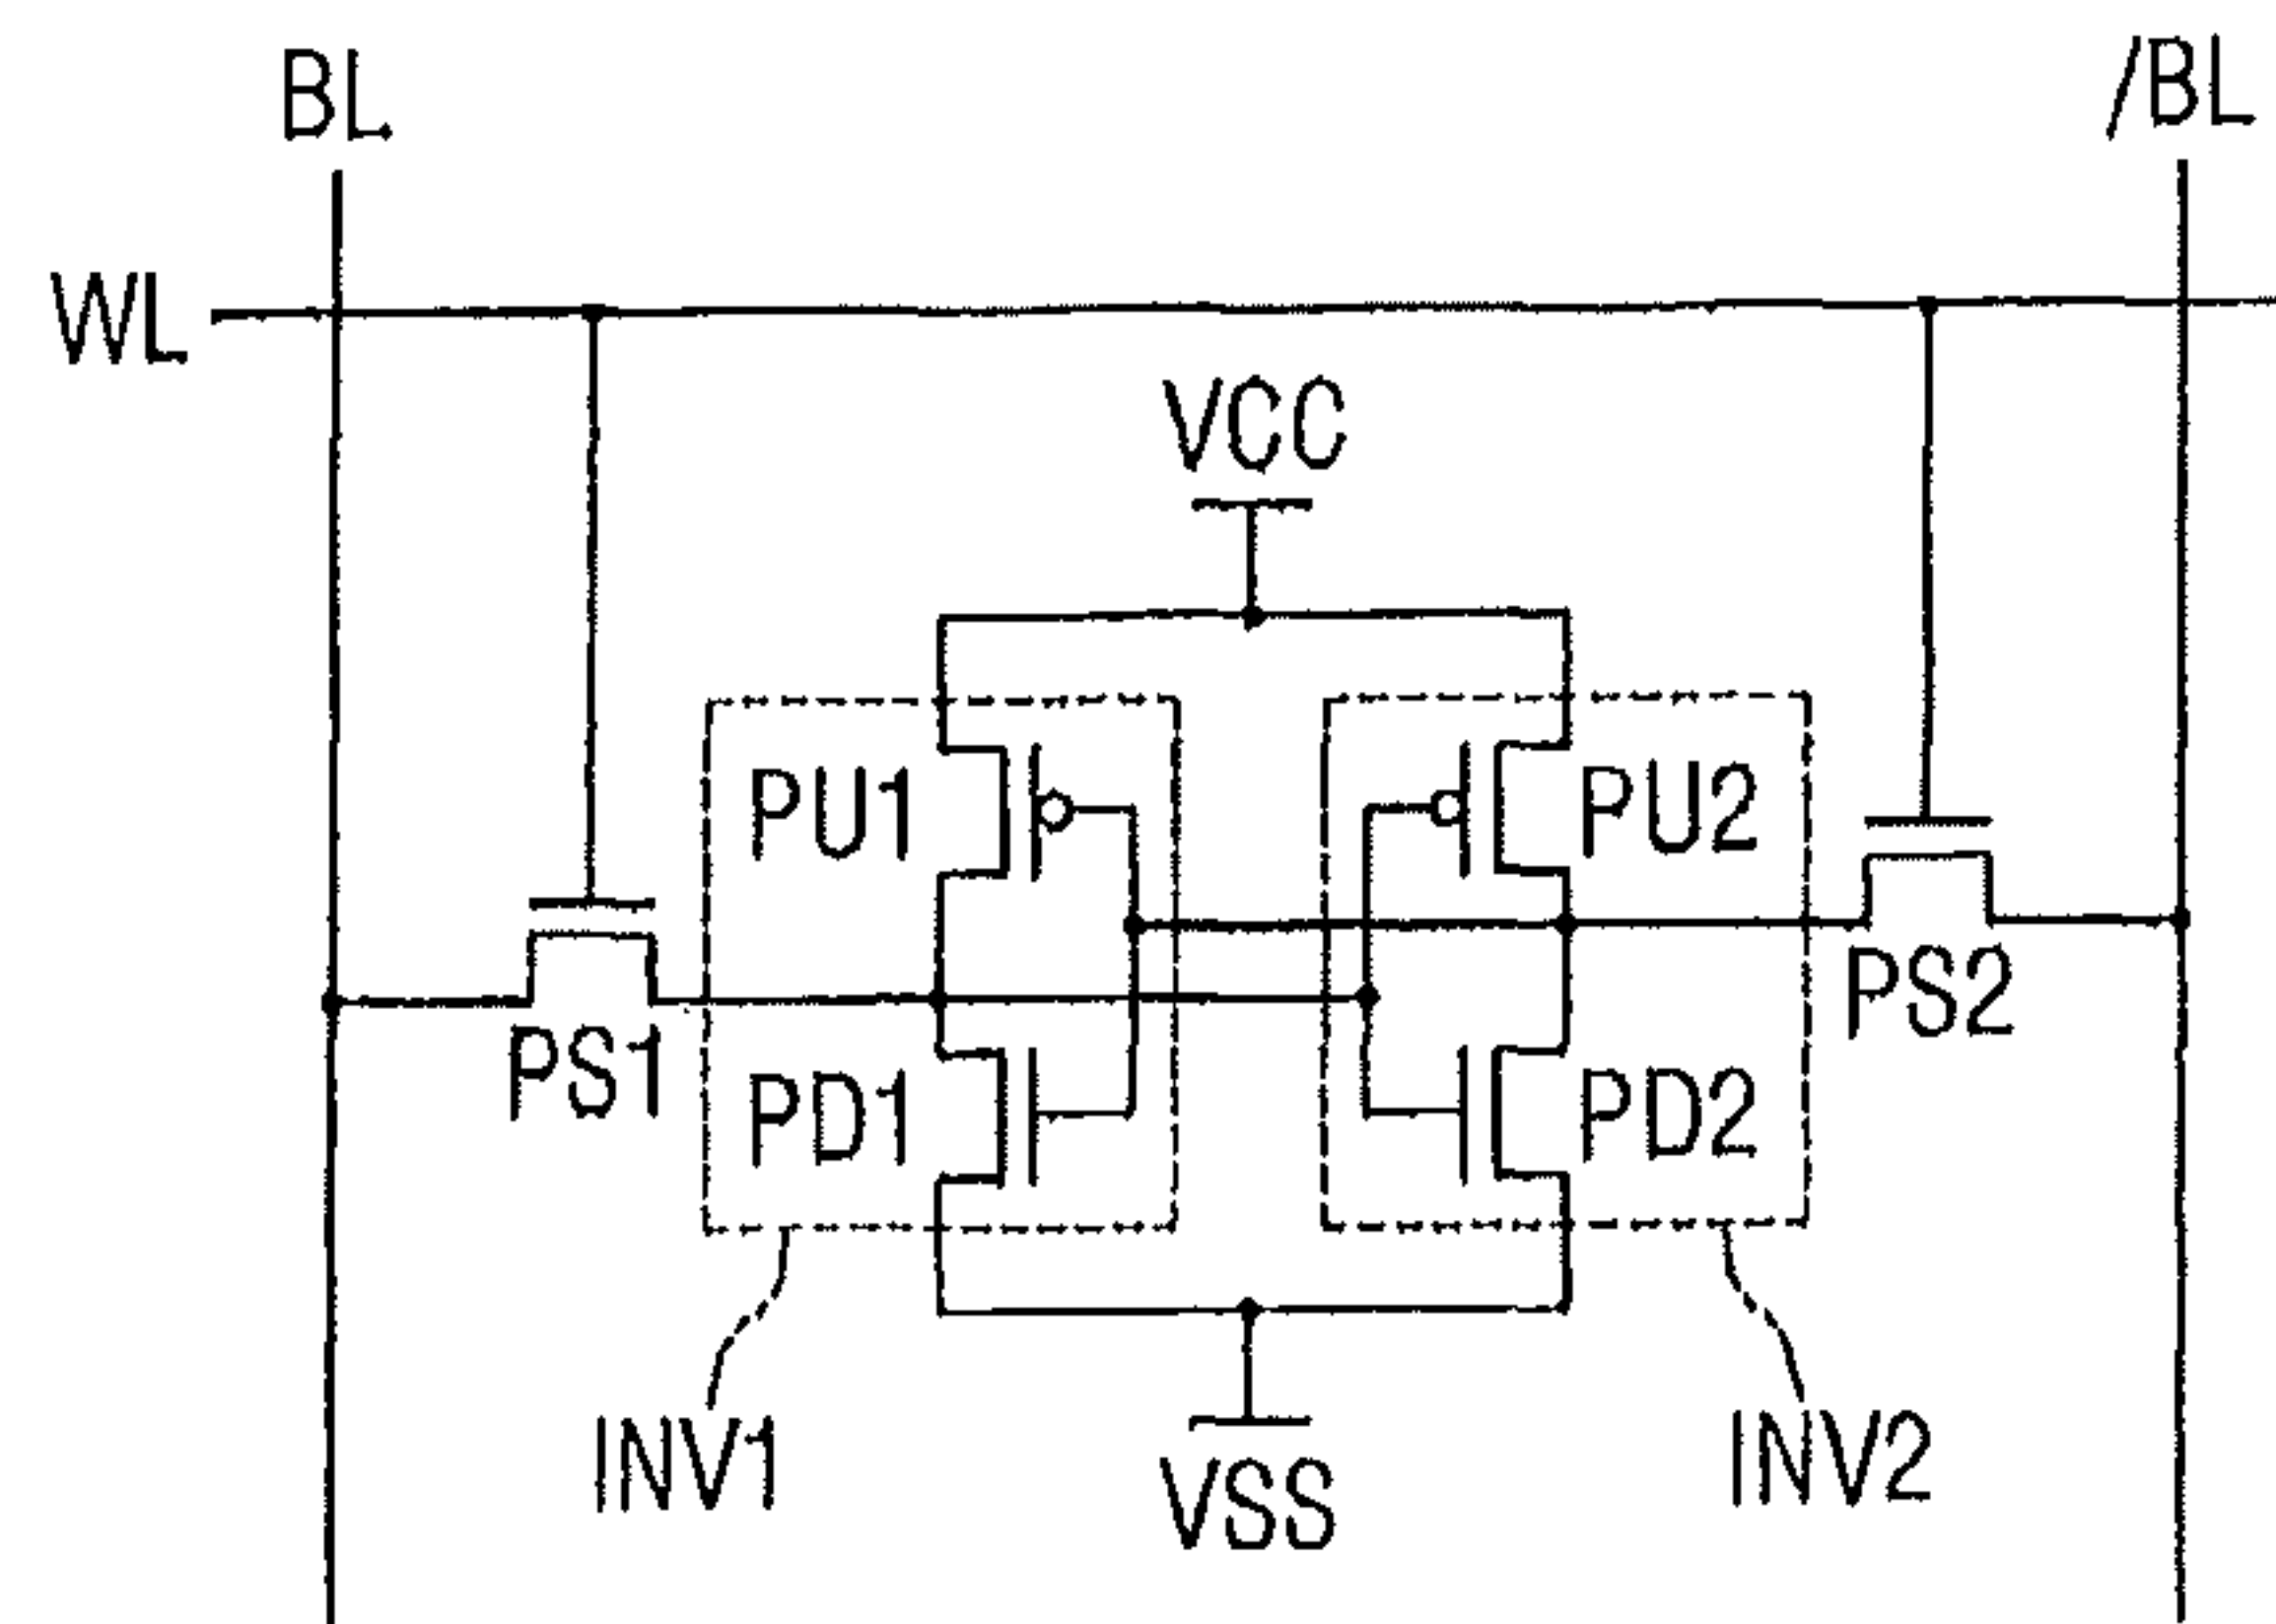 BL
/BL
WL
VCC
PU1
PU2
PS1
PS2
PD1
PD2
INV1
INV2
VSS